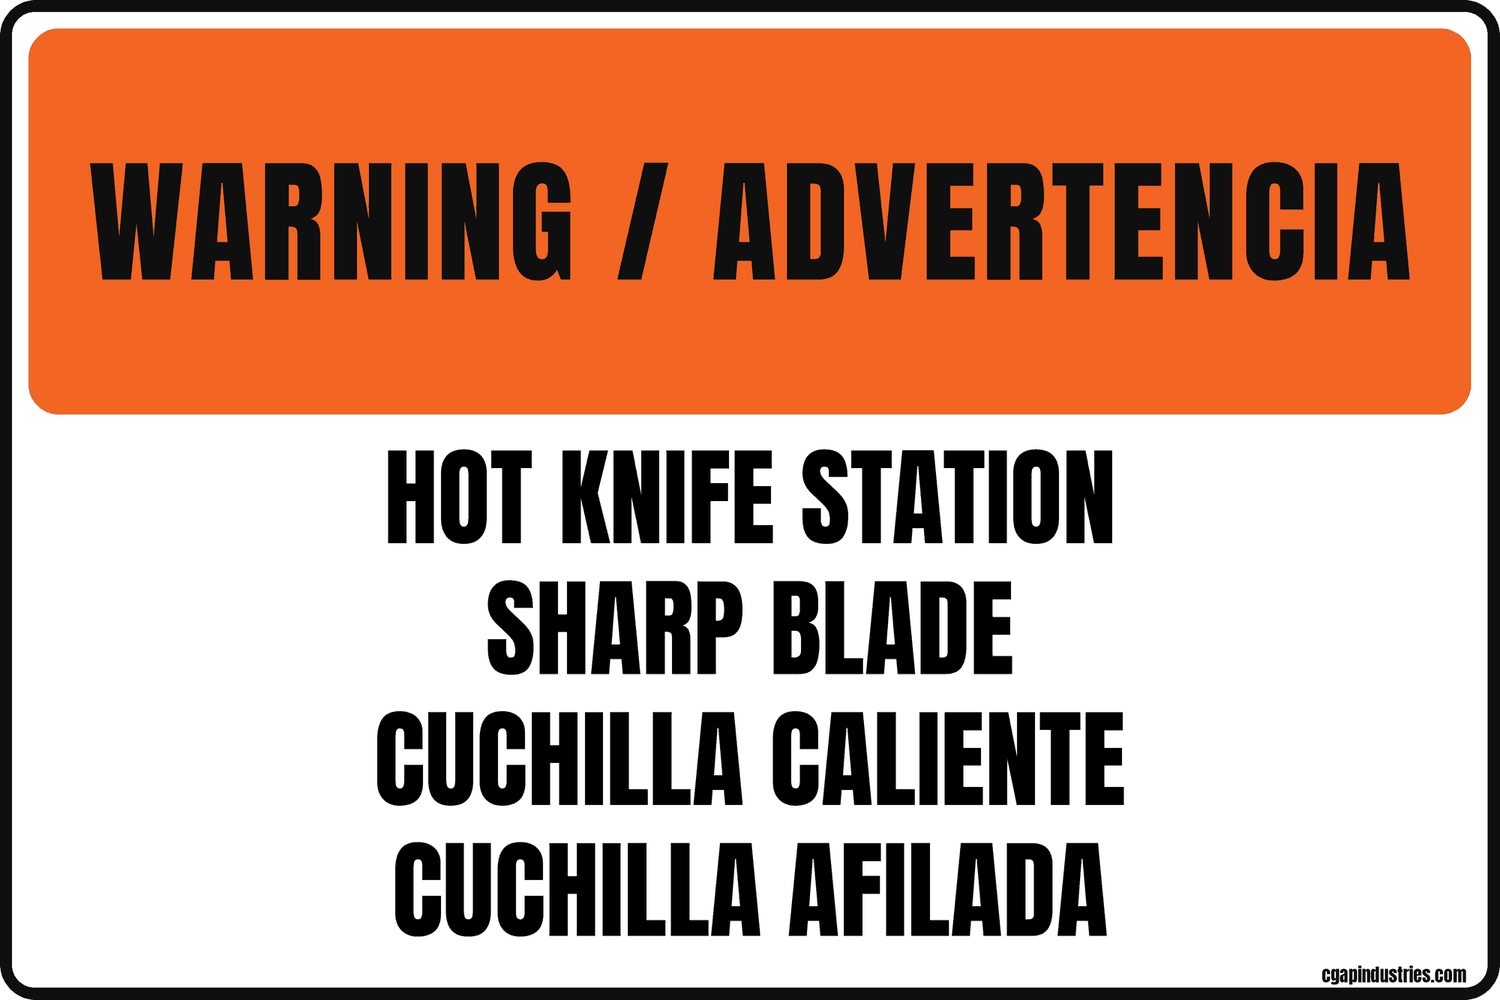 WARNING / ADVERTENCIA
HOT KNIFE STATION
SHARP BLADE
CUCHILLA CALIENTE
CUCHILLA AFILADA
cgapindustries.com